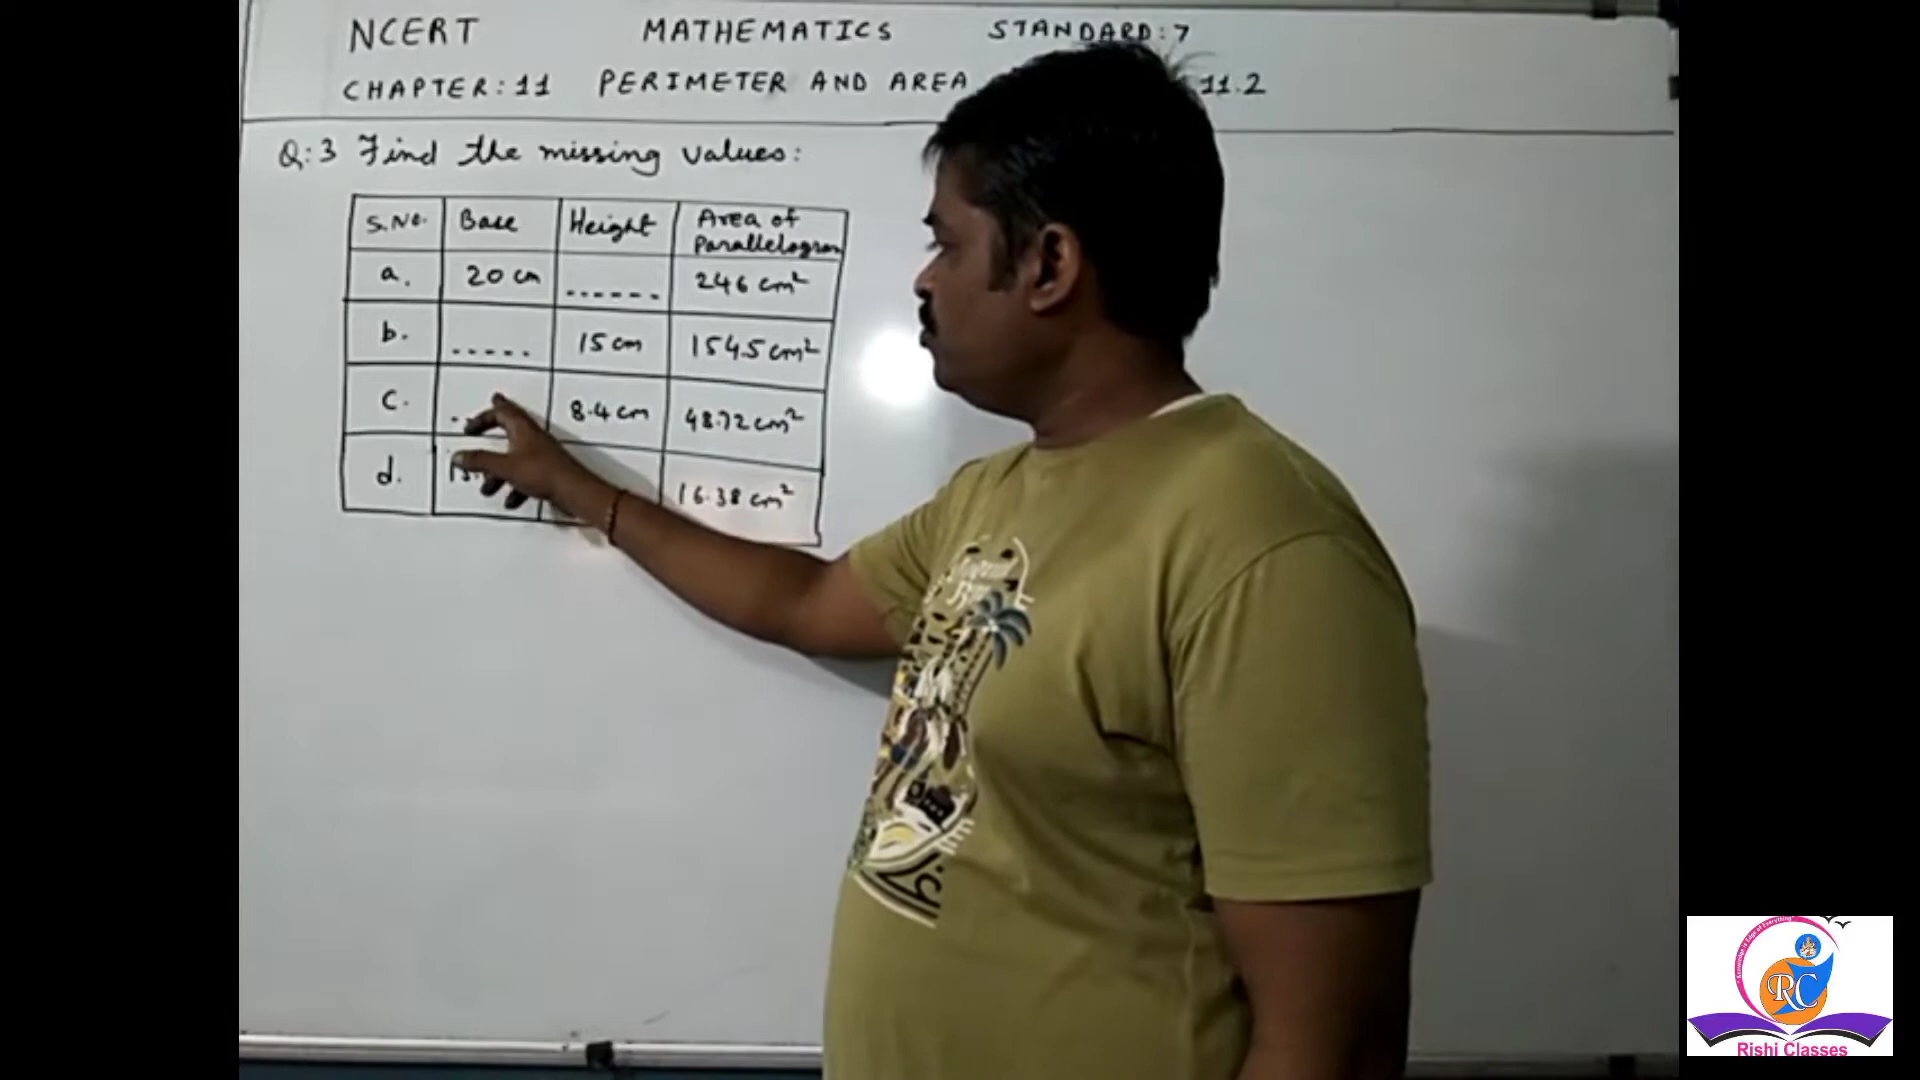 NCERT MATHEMATICS STANDARD:7
CHAPTER:11 PERIMETER AND AREA 11.2
Q:3 Find the missing values:
S.No. Base Height Area of Parallelogram
a. 20 cm ...... 246 cm²
b. ..... 15 cm 154.5 cm²
c. 8.4 cm 48.72 cm²
d. 16.38 cm²
RC
Rishi Classes